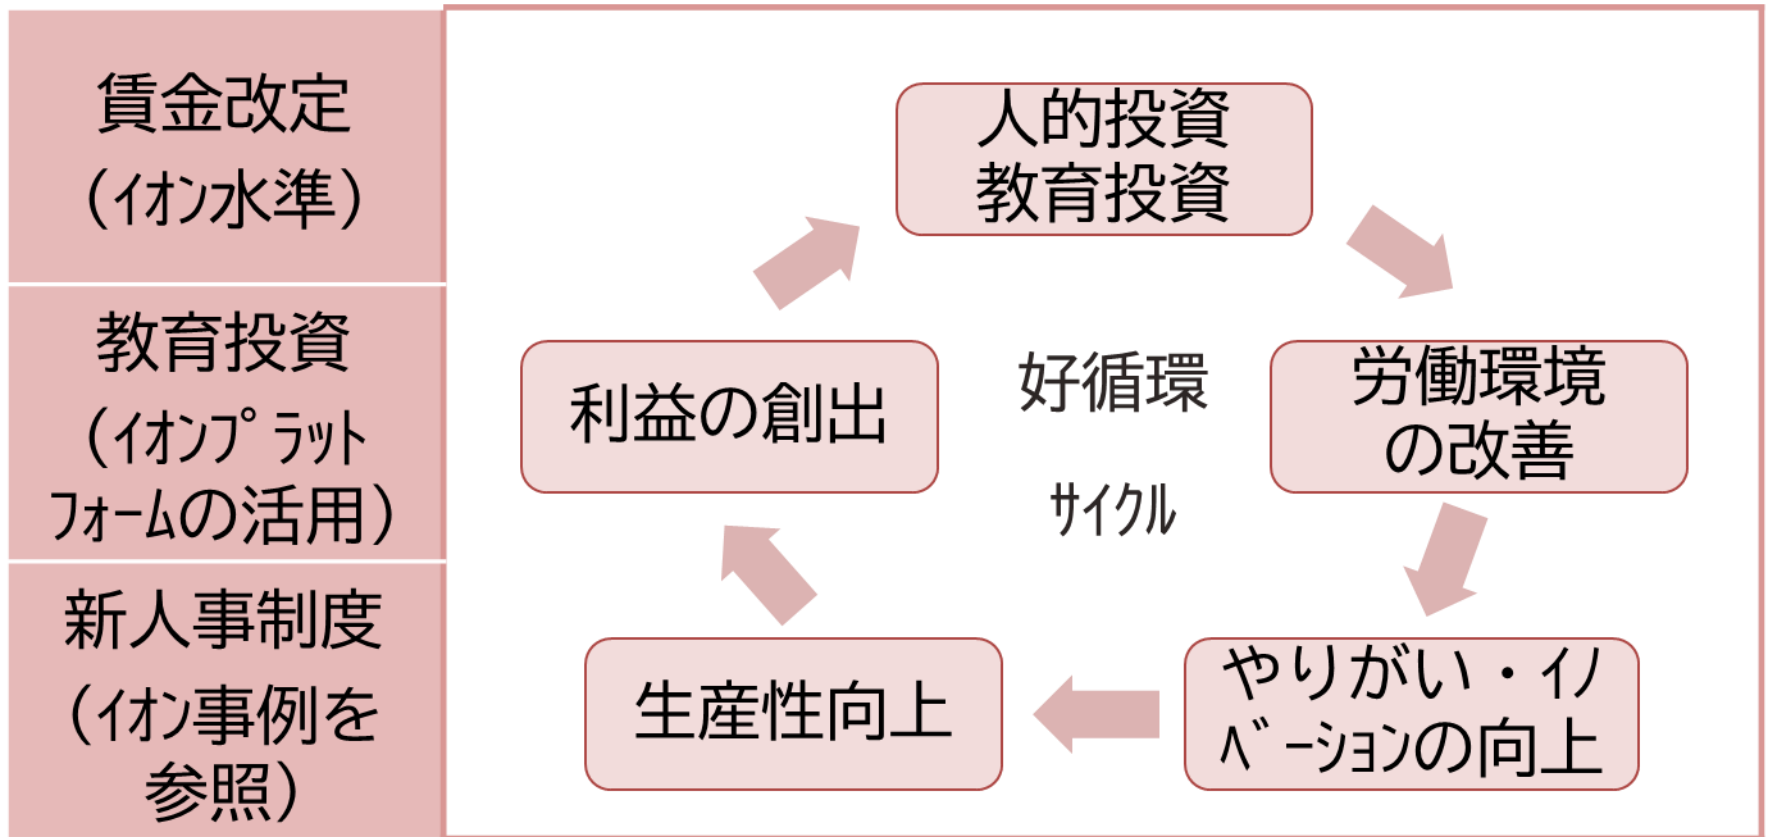 賃金改定
（ｲｵﾝ水準）
教育投資
（ｲｵﾝﾌﾟﾗｯﾄ
ﾌｫｰﾑの活用）
新人事制度
（ｲｵﾝ事例を
参照）
人的投資
教育投資
労働環境
の改善
やりがい・ｲﾉ
ﾍﾞｰｼｮﾝの向上
生産性向上
利益の創出
好循環
ｻｲｸﾙ